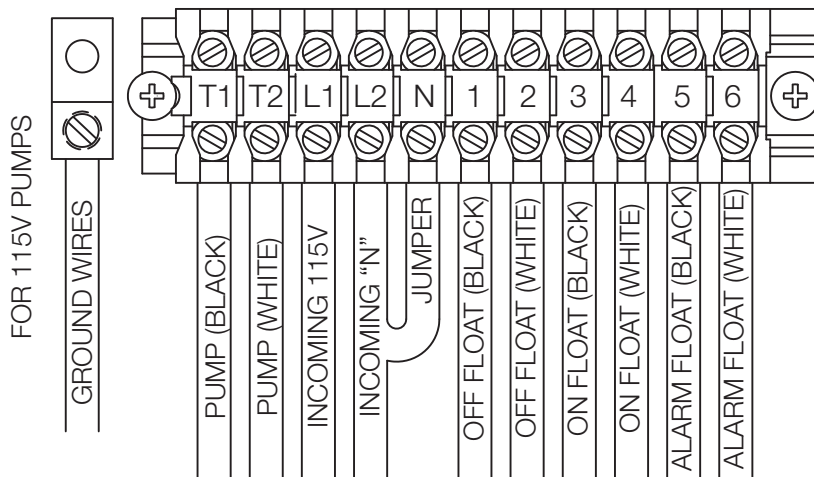 FOR 115V PUMPS
GROUND WIRES
T1 T2 L1 L2 N 1 2 3 4 5 6
PUMP (BLACK)
PUMP (WHITE)
INCOMING 115V
INCOMING “N”
JUMPER
OFF FLOAT (BLACK)
OFF FLOAT (WHITE)
ON FLOAT (BLACK)
ON FLOAT (WHITE)
ALARM FLOAT (BLACK)
ALARM FLOAT (WHITE)